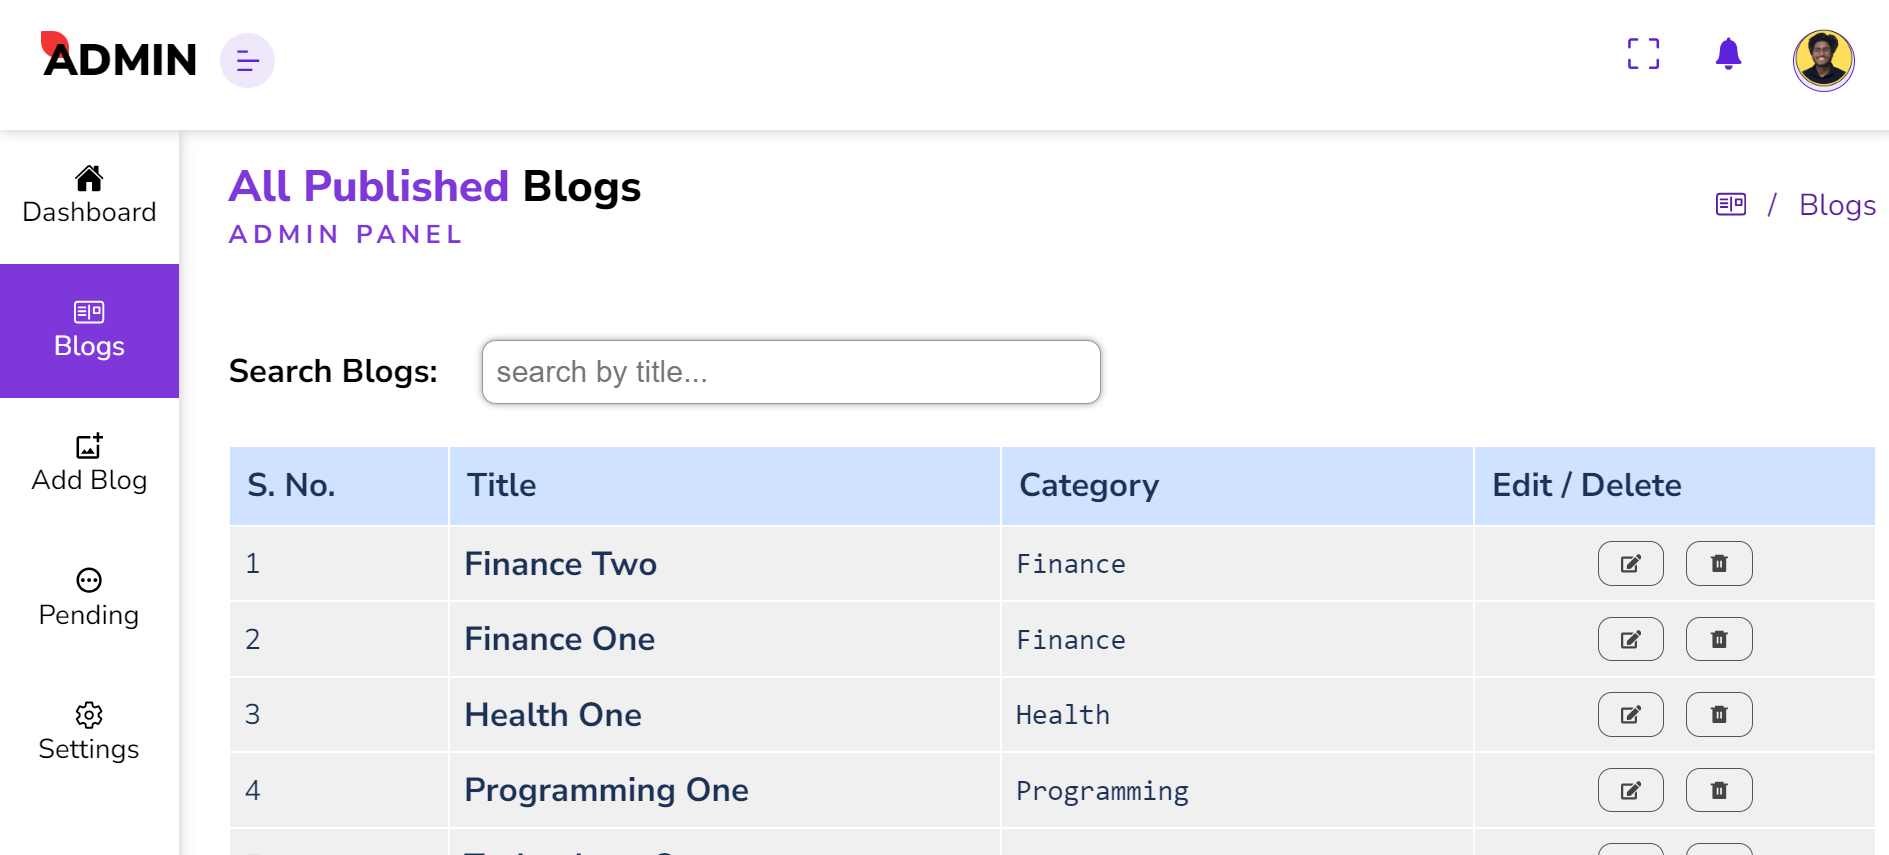 ADMIN
Dashboard
Blogs
Add Blog
Pending
Settings
All Published Blogs
ADMIN PANEL
/ Blogs
Search Blogs: search by title...
S. No. Title Category Edit / Delete
1 Finance Two Finance
2 Finance One Finance
3 Health One Health
4 Programming One Programming